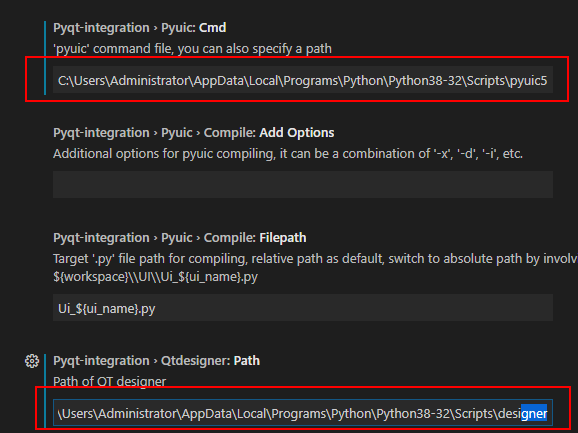 Pyqt-integration › Pyuic: Cmd
'pyuic' command file, you can also specify a path
C:\Users\Administrator\AppData\Local\Programs\Python\Python38-32\Scripts\pyuic5
Pyqt-integration › Pyuic › Compile: Add Options
Additional options for pyuic compiling, it can be a combination of '-x', '-d', '-i', etc.
Pyqt-integration › Pyuic › Compile: Filepath
Target '.py' file path for compiling, relative path as default, switch to absolute path by involv
${workspace}\\UI\\Ui_${ui_name}.py
Ui_${ui_name}.py
Pyqt-integration › Qtdesigner: Path
Path of QT designer
\Users\Administrator\AppData\Local\Programs\Python\Python38-32\Scripts\designer